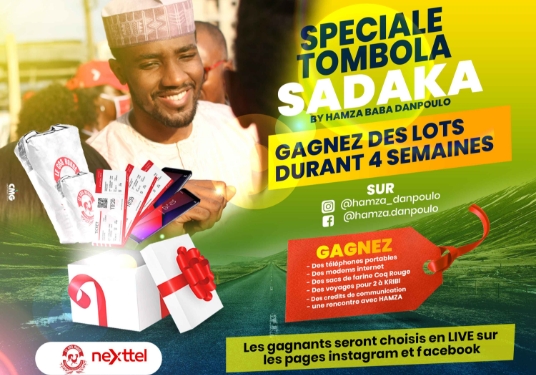 SPECIALE
TOMBOLA
SADAKA
BY HAMZA BABA DANPOULO
GAGNEZ DES LOTS
DURANT 4 SEMAINES
SUR
@hamza_danpoulo
@hamza.danpoulo
GAGNEZ
- Des téléphones portables
- Des modems internet
- Des sacs de farine Coq Rouge
- Des voyages pour 2 à KRIBI
- Des credits de communication
- une rencontre avec HAMZA
Les gagnants seront choisis en LIVE sur
les pages instagram et facebook
nexttel